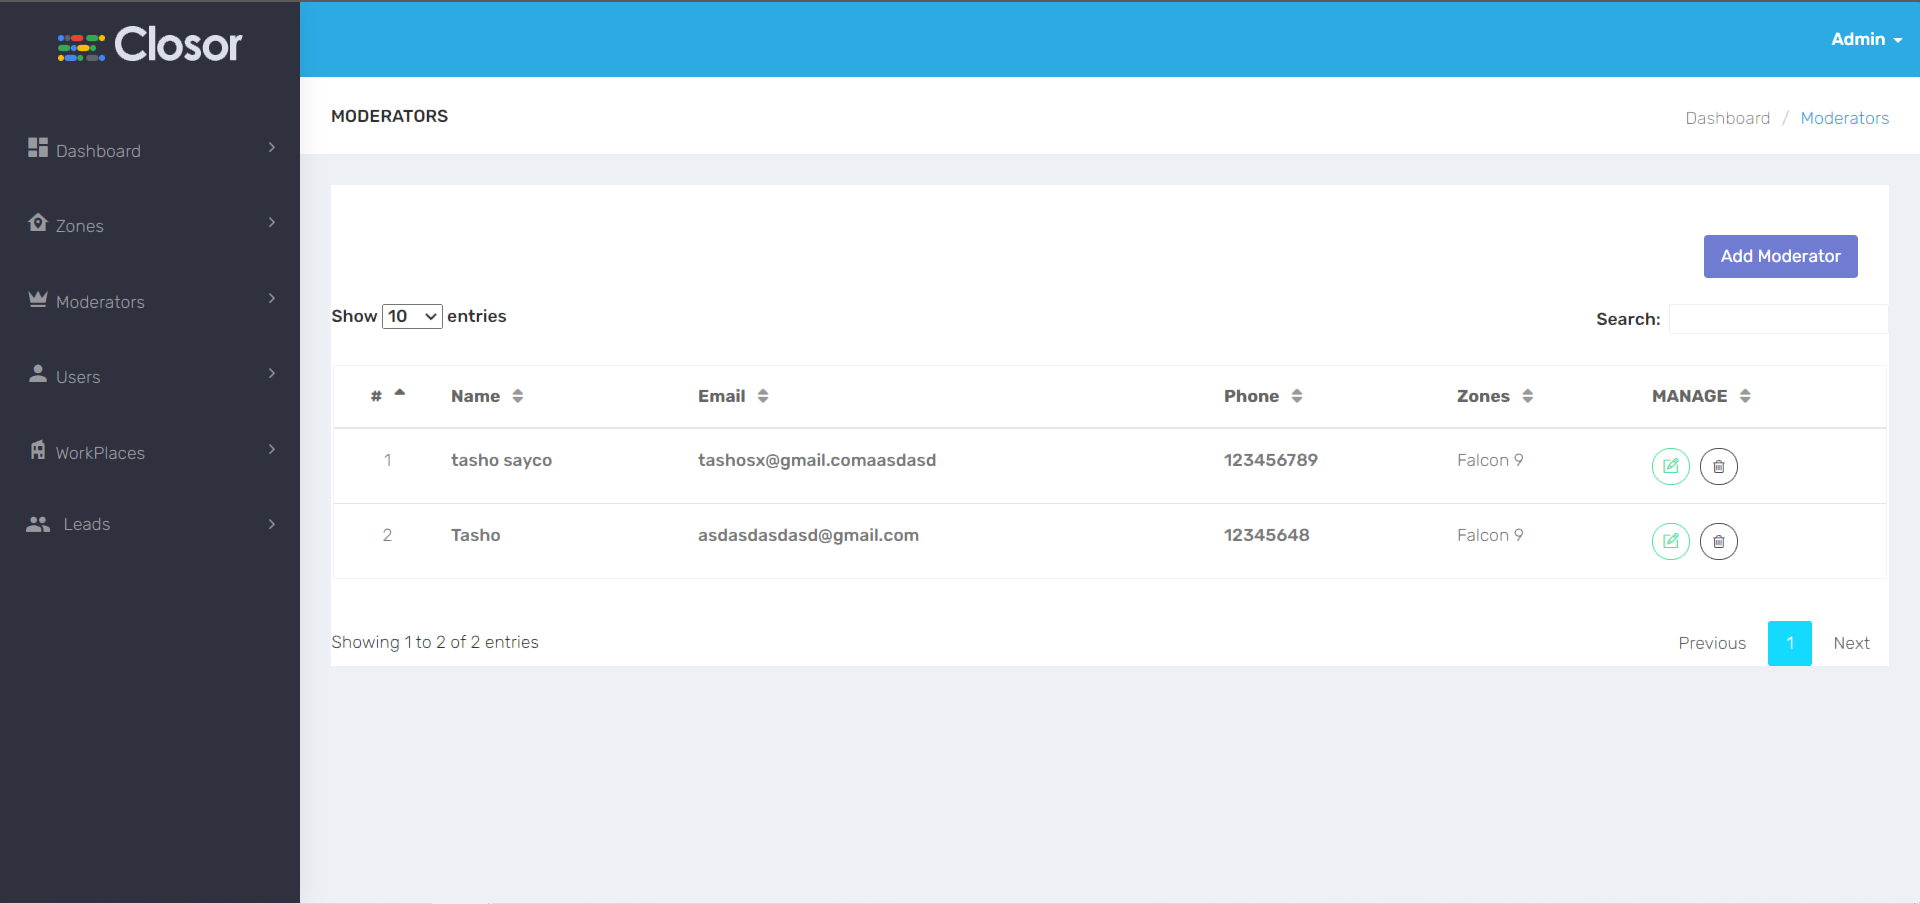 Closor
Admin
MODERATORS
Dashboard / Moderators
Dashboard
Zones
Moderators
Users
WorkPlaces
Leads
Add Moderator
Show 10 entries
Search:
# Name Email Phone Zones MANAGE
1 tasho sayco tashosx@gmail.comaasdasd 123456789 Falcon 9
2 Tasho asdasdasdasd@gmail.com 12345648 Falcon 9
Showing 1 to 2 of 2 entries
Previous 1 Next